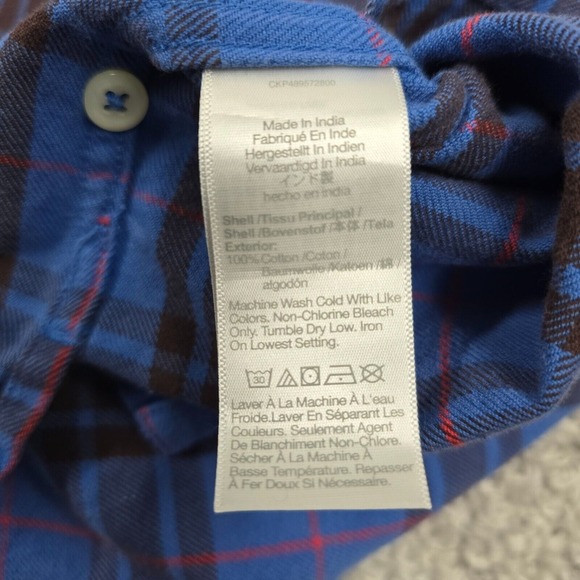 CKP489573800
Made In India
Fabriqué En Inde
Hergestellt In Indien
Vervaardigd In India
インド製
hecho en india
Shell /Tissu Principal /
Shell /Bovenstof /本体 /Tela
Exterior:
100% Cotton /Coton /
Baumwolle /Katoen /綿 /
algodón
Machine Wash Cold With Like
Colors. Non-Chlorine Bleach
Only. Tumble Dry Low. Iron
On Lowest Setting.
30
Laver À La Machine À L'eau
Froide.Laver En Séparant Les
Couleurs. Seulement Agent
De Blanchiment Non-Chlore.
Sécher À La Machine À
Basse Température. Repasser
À Fer Doux Si Nécessaire.